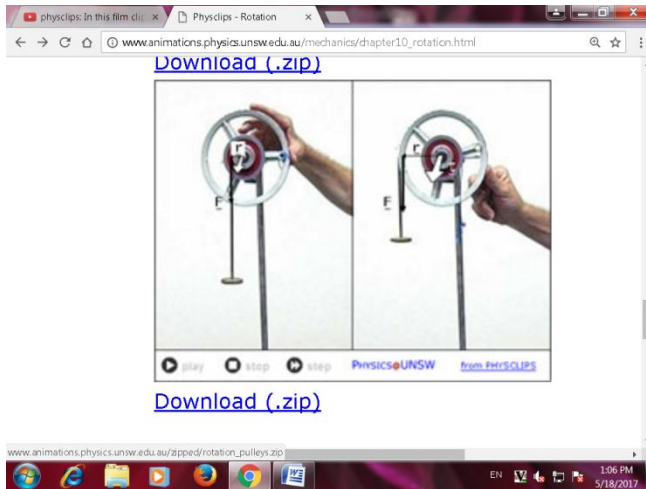 physclips: In this film cli
Physclips - Rotation
www.animations.physics.unsw.edu.au/mechanics/chapter10_rotation.html
Download (.zip)
r
F
r
F
play
stop
step
PHYSICS UNSW
from PHYSCLIPS
Download (.zip)
www.animations.physics.unsw.edu.au/zipped/rotation_pulleys.zip
EN
1:06 PM
5/18/2017